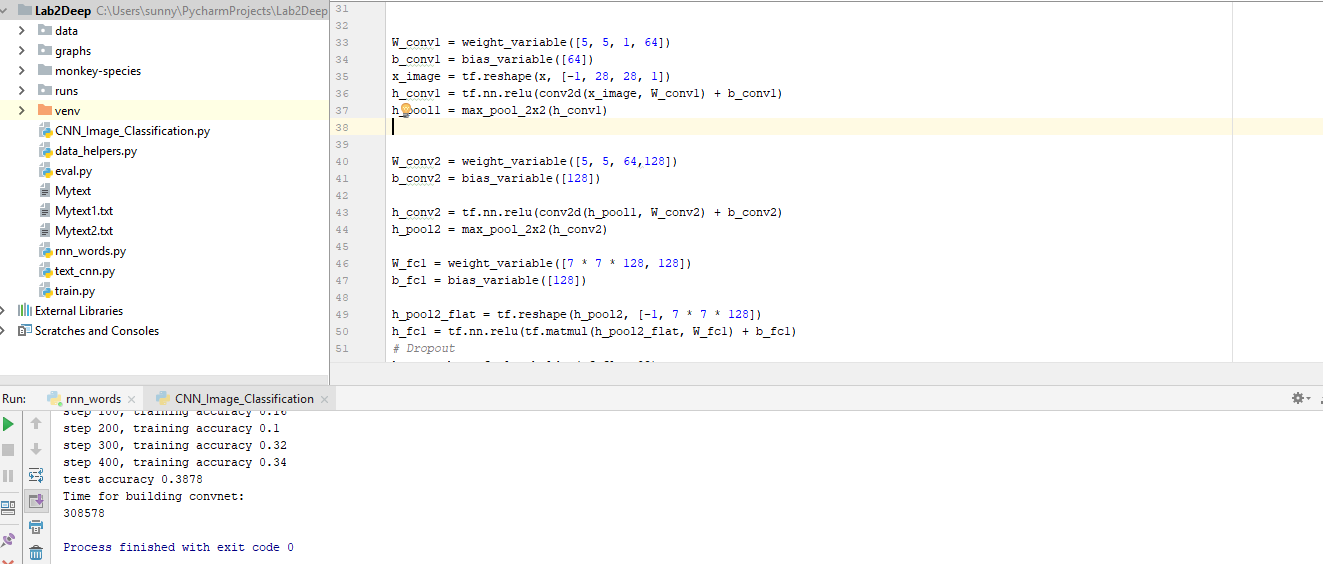 Lab2Deep C:\Users\sunny\PycharmProjects\Lab2Deep
data
graphs
monkey-species
runs
venv
CNN_Image_Classification.py
data_helpers.py
eval.py
Mytext
Mytext1.txt
Mytext2.txt
rnn_words.py
text_cnn.py
train.py
External Libraries
Scratches and Consoles
31
32
33 W_conv1 = weight_variable([5, 5, 1, 64])
34 b_conv1 = bias_variable([64])
35 x_image = tf.reshape(x, [-1, 28, 28, 1])
36 h_conv1 = tf.nn.relu(conv2d(x_image, W_conv1) + b_conv1)
37 h_pool1 = max_pool_2x2(h_conv1)
38
39
40 W_conv2 = weight_variable([5, 5, 64,128])
41 b_conv2 = bias_variable([128])
42
43 h_conv2 = tf.nn.relu(conv2d(h_pool1, W_conv2) + b_conv2)
44 h_pool2 = max_pool_2x2(h_conv2)
45
46 W_fc1 = weight_variable([7 * 7 * 128, 128])
47 b_fc1 = bias_variable([128])
48
49 h_pool2_flat = tf.reshape(h_pool2, [-1, 7 * 7 * 128])
50 h_fc1 = tf.nn.relu(tf.matmul(h_pool2_flat, W_fc1) + b_fc1)
51 # Dropout
Run: rnn_words CNN_Image_Classification
step 100, training accuracy 0.16
step 200, training accuracy 0.1
step 300, training accuracy 0.32
step 400, training accuracy 0.34
test accuracy 0.3878
Time for building convnet:
308578
Process finished with exit code 0